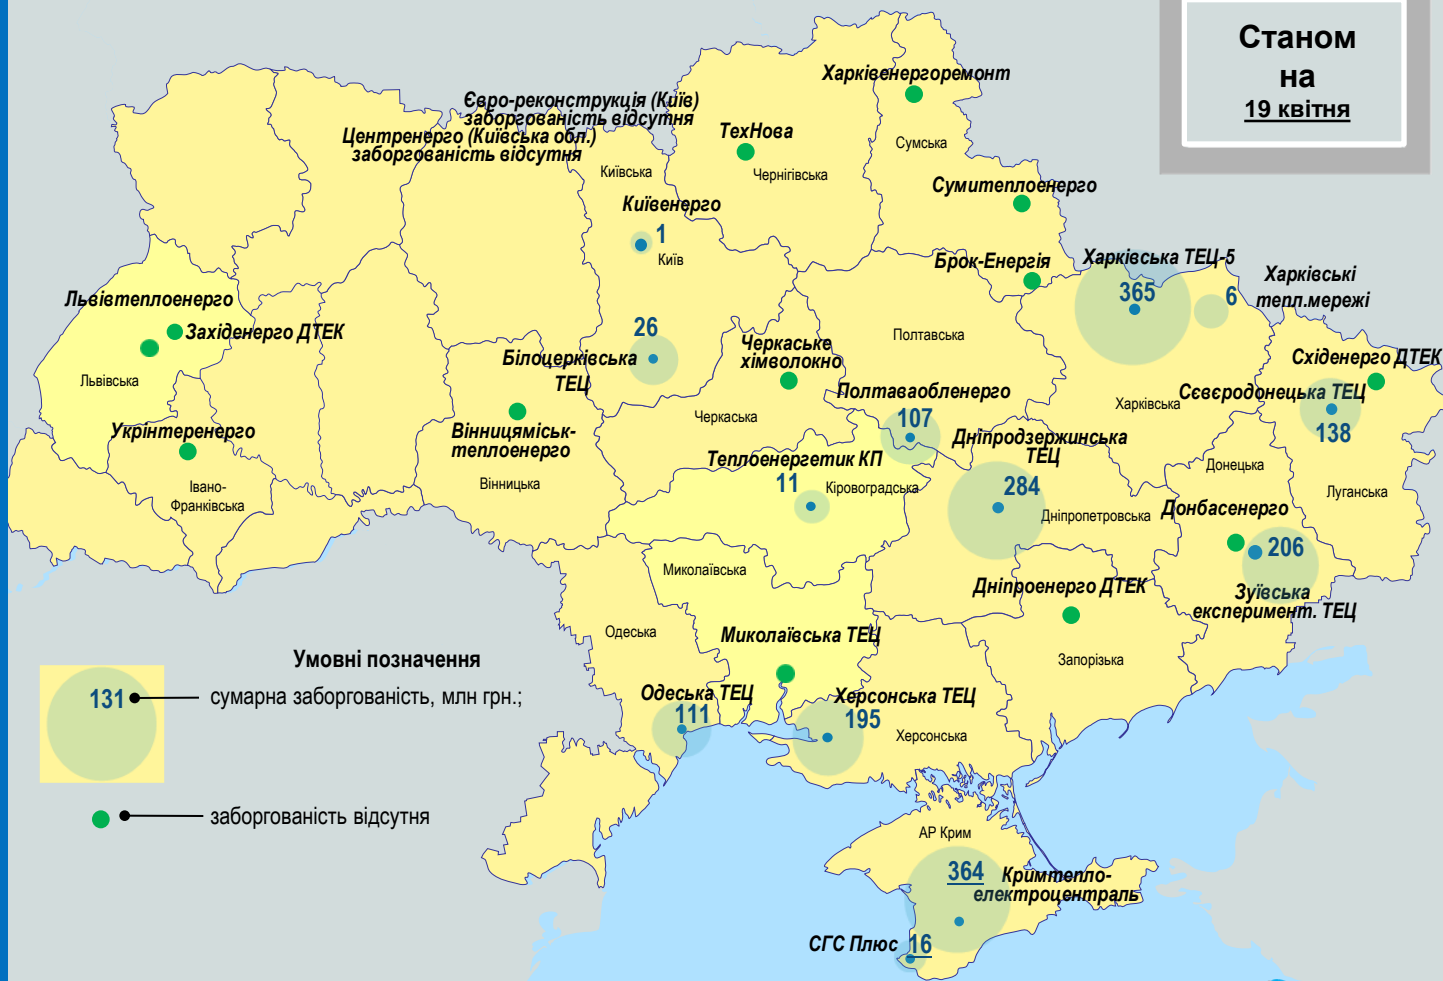 Станом
на
19 квітня
Харківенергоремонт
Євро-реконструкція (Київ)
заборгованість відсутня
Центренерго (Київська обл.)
заборгованість відсутня
ТехНова
Сумська
Київська
Чернігівська
Сумитеплоенерго
Київенерго
1
Київ
Брок-Енергія
Харківська ТЕЦ-5
365
6
Харківські
тепл.мережі
Львівтеплоенерго
Західенерго ДТЕК
Львівська
26
Білоцерківська
ТЕЦ
Черкаське
хімволокно
Полтавська
Східенерго ДТЕК
Полтаваобленерго
107
Харківська
Сєвєродонецька ТЕЦ
138
Черкаська
Укрінтеренерго
Вінницяміськ-
теплоенерго
Вінницька
Теплоенергетик КП
11
Кіровоградська
Дніпродзержинська
ТЕЦ
284
Дніпропетровська
Донецька
Луганська
Івано-
Франківська
Донбасенерго
206
Зуївська
експеримент. ТЕЦ
Миколаївська
Дніпроенерго ДТЕК
Одеська
Миколаївська ТЕЦ
Запорізька
Умовні позначення
131
сумарна заборгованість, млн грн.;
Одеська ТЕЦ
111
Херсонська ТЕЦ
195
Херсонська
заборгованість відсутня
АР Крим
364
Кримтепло-
електроцентраль
СГС Плюс
16